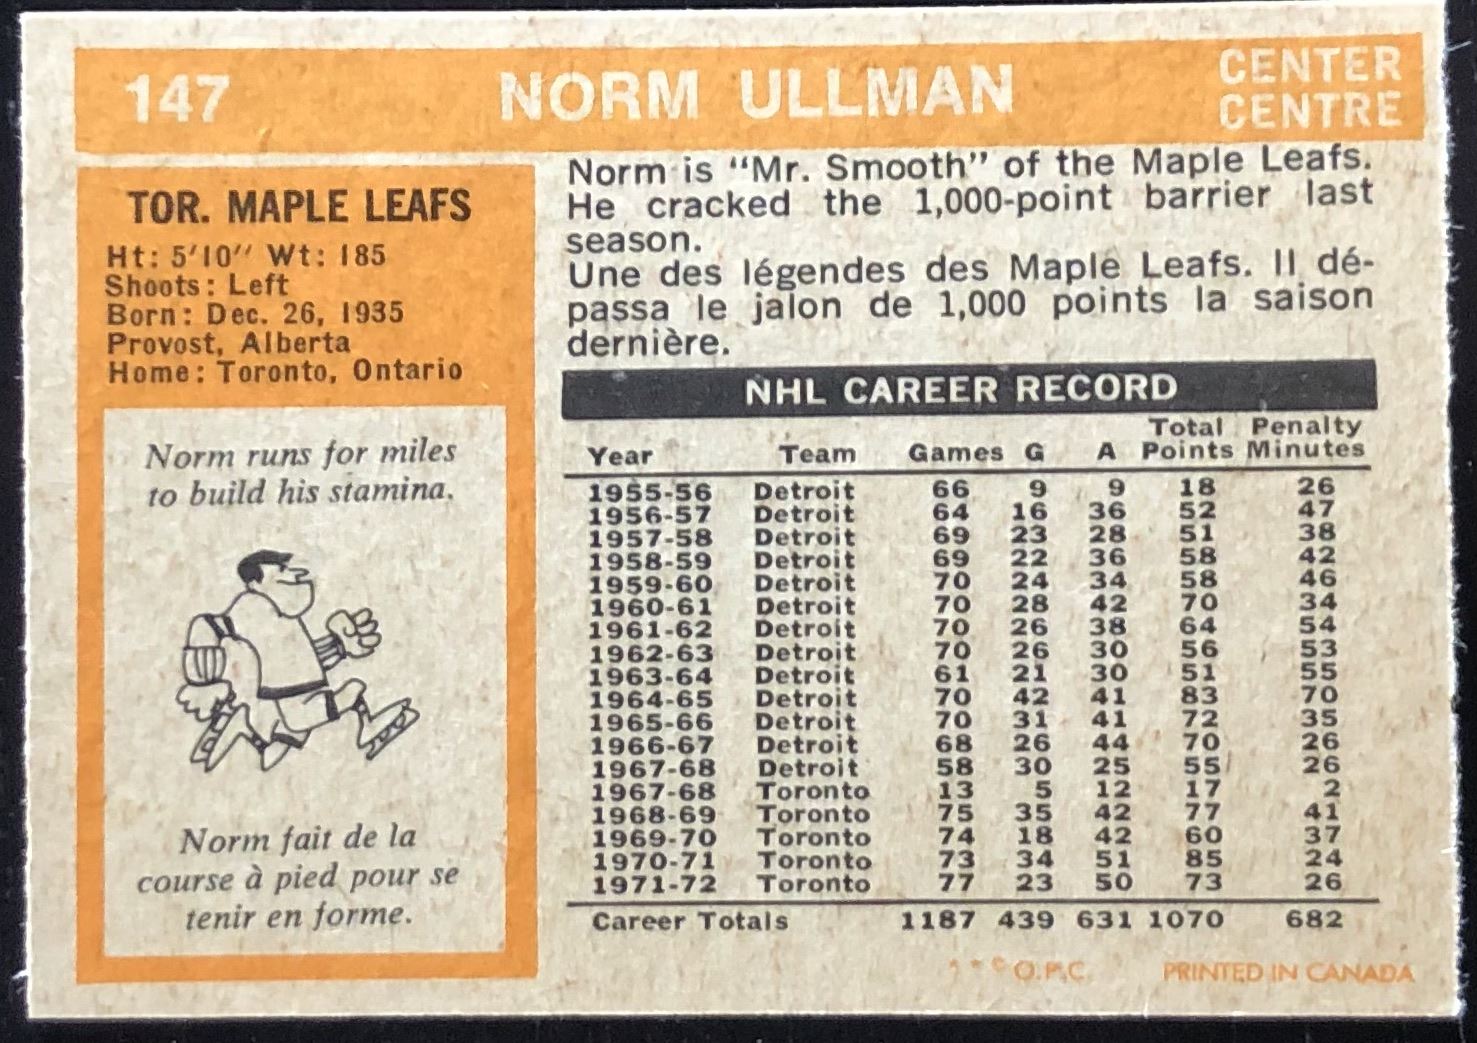 147 NORM ULLMAN CENTER
CENTRE
TOR. MAPLE LEAFS
Ht: 5'10" Wt: 185
Shoots: Left
Born: Dec. 26, 1935
Provost, Alberta
Home: Toronto, Ontario
Norm runs for miles
to build his stamina.
Norm fait de la
course à pied pour se
tenir en forme.
Norm is "Mr. Smooth" of the Maple Leafs.
He cracked the 1,000-point barrier last
season.
Une des légendes des Maple Leafs. Il dé-
passa le jalon de 1,000 points la saison
dernière.
NHL CAREER RECORD
Total Penalty
Year Team Games G A Points Minutes
1955-56 Detroit 66 9 9 18 26
1956-57 Detroit 64 16 36 52 47
1957-58 Detroit 69 23 28 51 38
1958-59 Detroit 69 22 36 58 42
1959-60 Detroit 70 24 34 58 46
1960-61 Detroit 70 28 42 70 34
1961-62 Detroit 70 26 38 64 54
1962-63 Detroit 70 26 30 56 53
1963-64 Detroit 61 21 30 51 55
1964-65 Detroit 70 42 41 83 70
1965-66 Detroit 70 31 41 72 35
1966-67 Detroit 68 26 44 70 26
1967-68 Detroit 58 30 25 55 26
1967-68 Toronto 13 5 12 17 2
1968-69 Toronto 75 35 42 77 41
1969-70 Toronto 74 18 42 60 37
1970-71 Toronto 73 34 51 85 24
1971-72 Toronto 77 23 50 73 26
Career Totals 1187 439 631 1070 682
© O.P.C. PRINTED IN CANADA